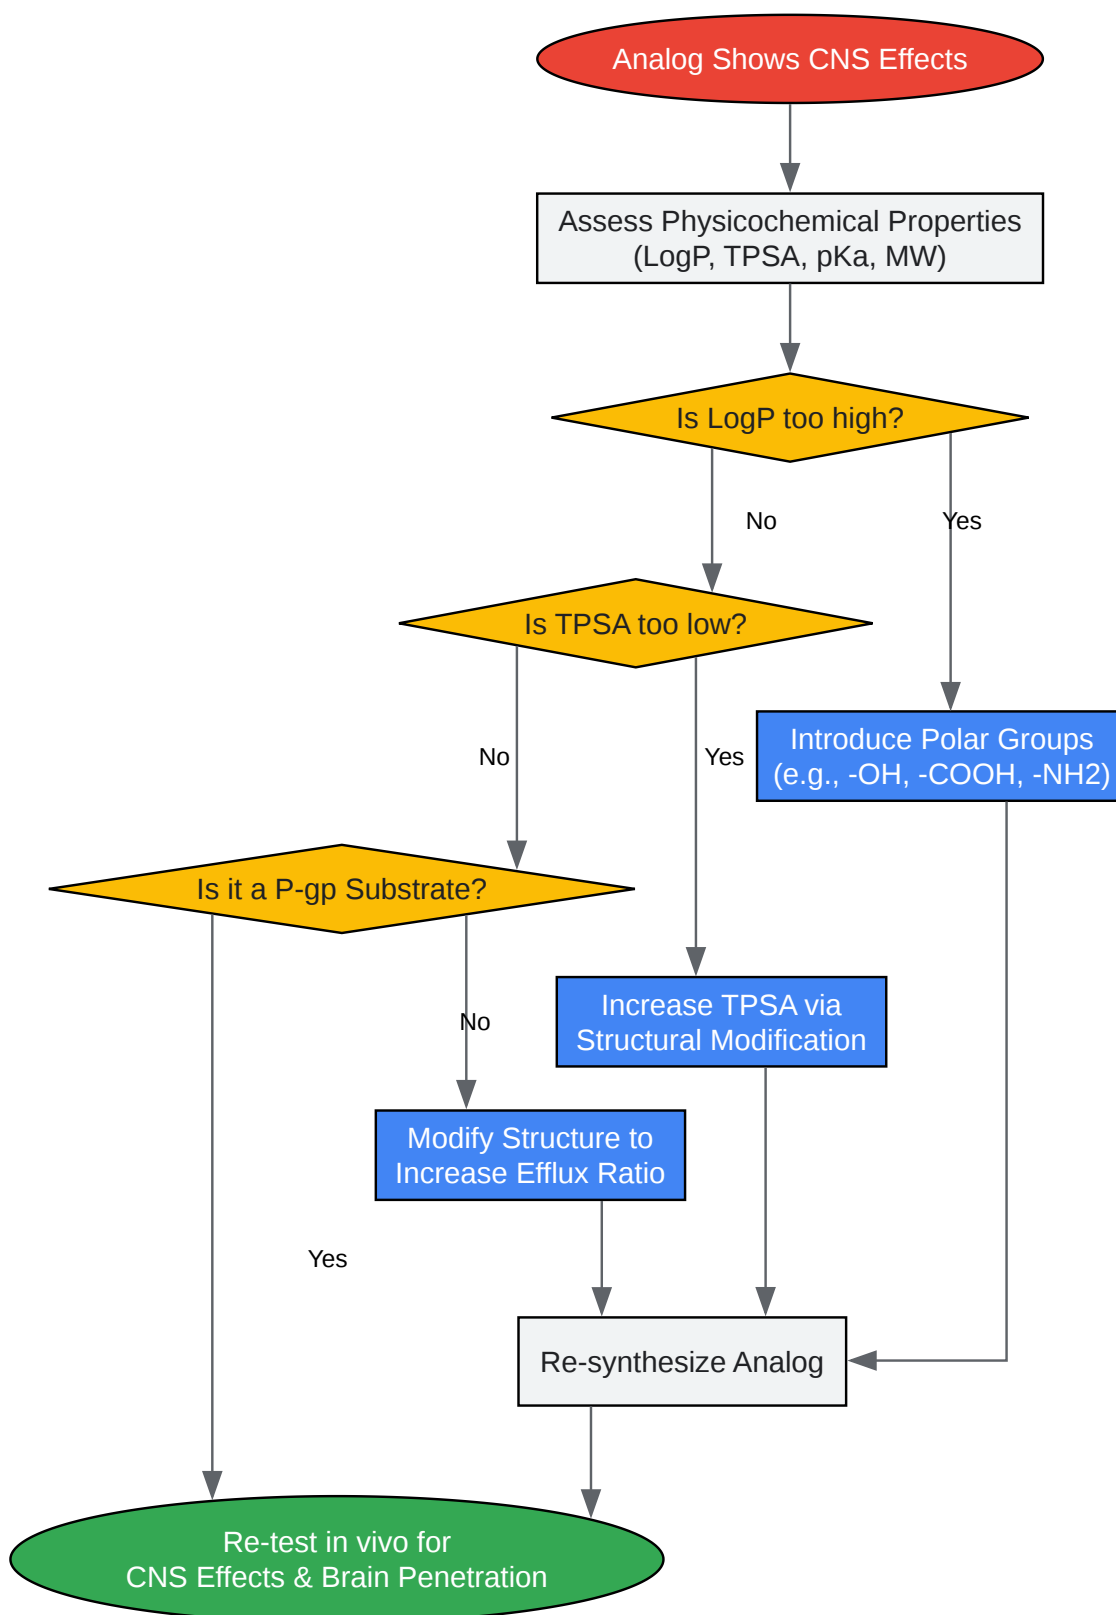 Analog Shows CNS Effects
Assess Physicochemical Properties
(LogP, TPSA, pKa, MW)
Is LogP too high?
No
Yes
Is TPSA too low?
Introduce Polar Groups
(e.g., -OH, -COOH, -NH2)
No
Yes
Is it a P-gp Substrate?
Increase TPSA via
Structural Modification
No
Modify Structure to
Increase Efflux Ratio
Yes
Re-synthesize Analog
Re-test in vivo for
CNS Effects & Brain Penetration